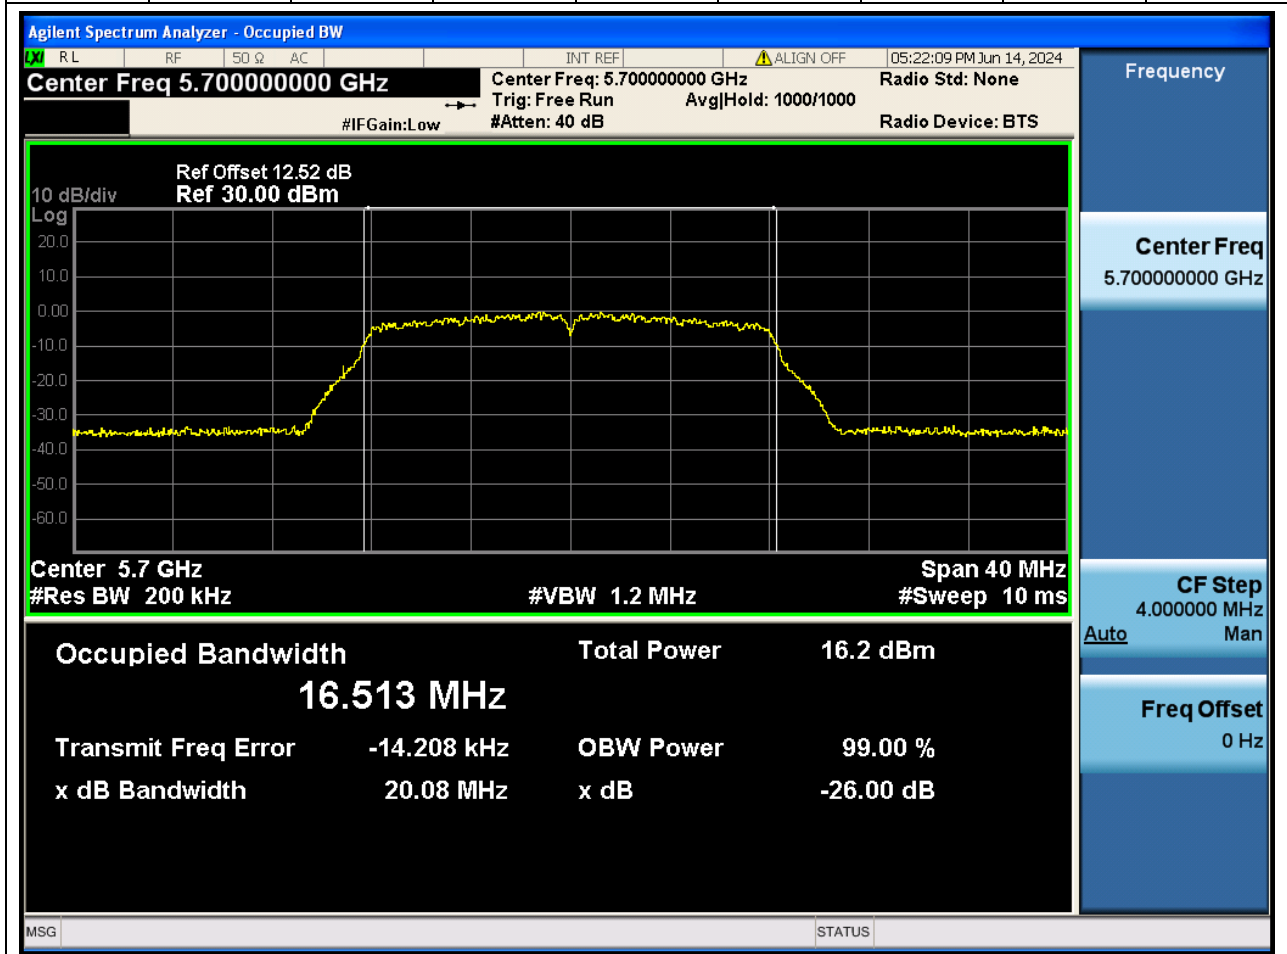 Agilent Spectrum Analyzer - Occupied BW
LXI RL RF 50 Ω AC INT REF ALIGN OFF 05:22:09 PM Jun 14, 2024
Center Freq 5.700000000 GHz
#IFGain:Low
Center Freq: 5.700000000 GHz
Trig: Free Run Avg|Hold: 1000/1000
#Atten: 40 dB
Radio Std: None
Radio Device: BTS
Ref Offset 12.52 dB
10 dB/div Ref 30.00 dBm
Log
20.0
10.0
0.00
-10.0
-20.0
-30.0
-40.0
-50.0
-60.0
Center 5.7 GHz Span 40 MHz
#Res BW 200 kHz #VBW 1.2 MHz #Sweep 10 ms
Occupied Bandwidth Total Power 16.2 dBm
16.513 MHz
Transmit Freq Error -14.208 kHz OBW Power 99.00 %
x dB Bandwidth 20.08 MHz x dB -26.00 dB
Frequency
Center Freq
5.700000000 GHz
CF Step
4.000000 MHz
Auto Man
Freq Offset
0 Hz
MSG STATUS